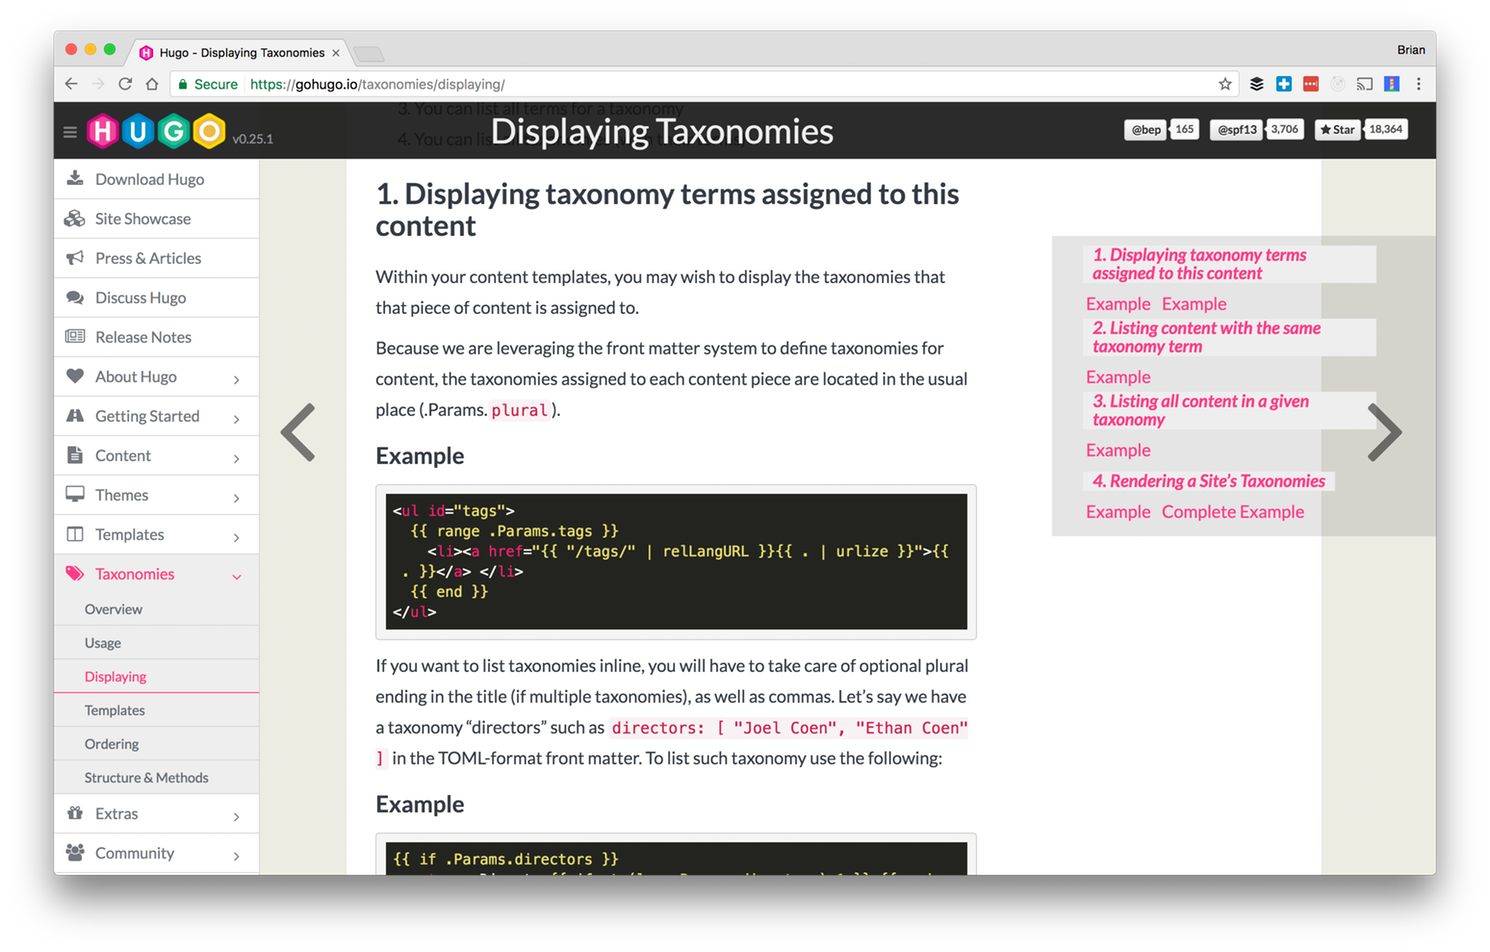 Hugo - Displaying Taxonomies
Brian
Secure https://gohugo.io/taxonomies/displaying/
3. You can list all terms for a taxonomy
4. You can list
HUGO v0.25.1
Displaying Taxonomies
@bep 165 @spf13 3,706 Star 18,364
Download Hugo
Site Showcase
Press & Articles
Discuss Hugo
Release Notes
About Hugo
Getting Started
Content
Themes
Templates
Taxonomies
Overview
Usage
Displaying
Templates
Ordering
Structure & Methods
Extras
Community
1. Displaying taxonomy terms assigned to this
content
Within your content templates, you may wish to display the taxonomies that
that piece of content is assigned to.
Because we are leveraging the front matter system to define taxonomies for
content, the taxonomies assigned to each content piece are located in the usual
place (.Params. plural ).
Example
<ul id="tags">
{{ range .Params.tags }}
<li><a href="{{ "/tags/" | relLangURL }}{{ . | urlize }}">{{
. }}</a> </li>
{{ end }}
</ul>
If you want to list taxonomies inline, you will have to take care of optional plural
ending in the title (if multiple taxonomies), as well as commas. Let’s say we have
a taxonomy “directors” such as directors: [ "Joel Coen", "Ethan Coen"
] in the TOML-format front matter. To list such taxonomy use the following:
Example
{{ if .Params.directors }}
1. Displaying taxonomy terms
assigned to this content
Example Example
2. Listing content with the same
taxonomy term
Example
3. Listing all content in a given
taxonomy
Example
4. Rendering a Site’s Taxonomies
Example Complete Example